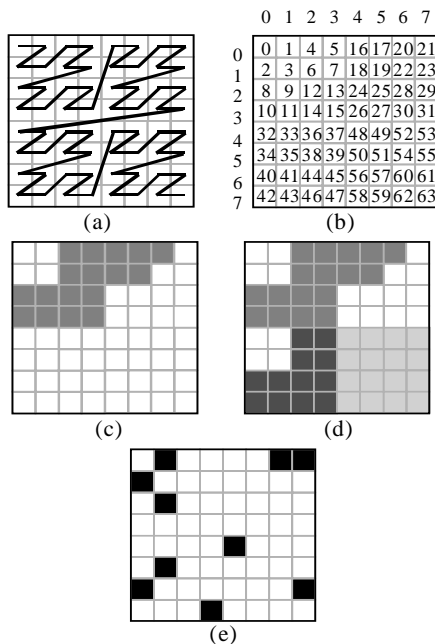 0 1 2 3 4 5 6 7
0 0 1 4 5 16 17 20 21
1 2 3 6 7 18 19 22 23
2 8 9 12 13 24 25 28 29
3 10 11 14 15 26 27 30 31
4 32 33 36 37 48 49 52 53
5 34 35 38 39 50 51 54 55
6 40 41 44 45 56 57 60 61
7 42 43 46 47 58 59 62 63
(a) (b)
(c) (d)
(e)